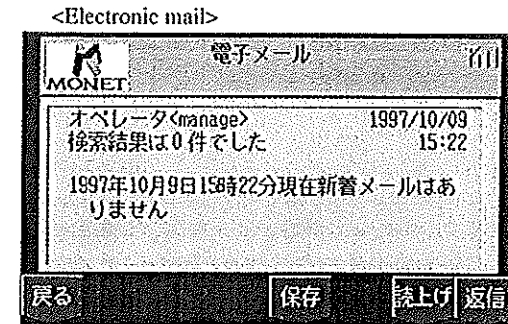 <Electronic mail>
MONET
電子メール
オペレータ<manage> 1997/10/09
検索結果は0件でした 15:22
1997年10月9日15時22分現在新着メールはあ
りません
戻る 保存 読上げ 返信